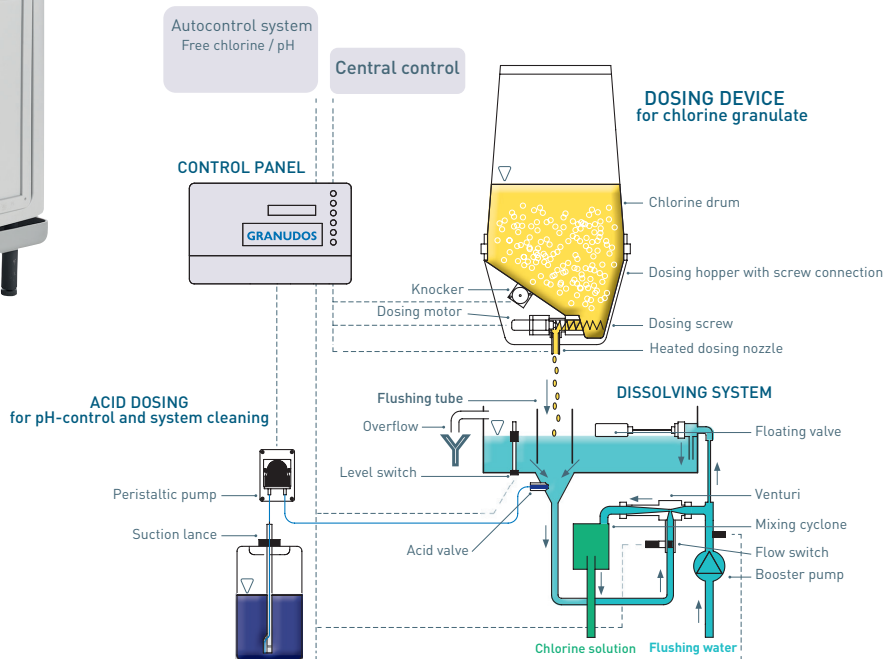 Autocontrol system
Free chlorine / pH
Central control
DOSING DEVICE
for chlorine granulate
CONTROL PANEL
GRANUDOS
Chlorine drum
Dosing hopper with screw connection
Knocker
Dosing motor
Dosing screw
Heated dosing nozzle
ACID DOSING
for pH-control and system cleaning
Flushing tube
DISSOLVING SYSTEM
Overflow
Floating valve
Level switch
Peristaltic pump
Venturi
Suction lance
Mixing cyclone
Acid valve
Flow switch
Booster pump
Chlorine solution
Flushing water